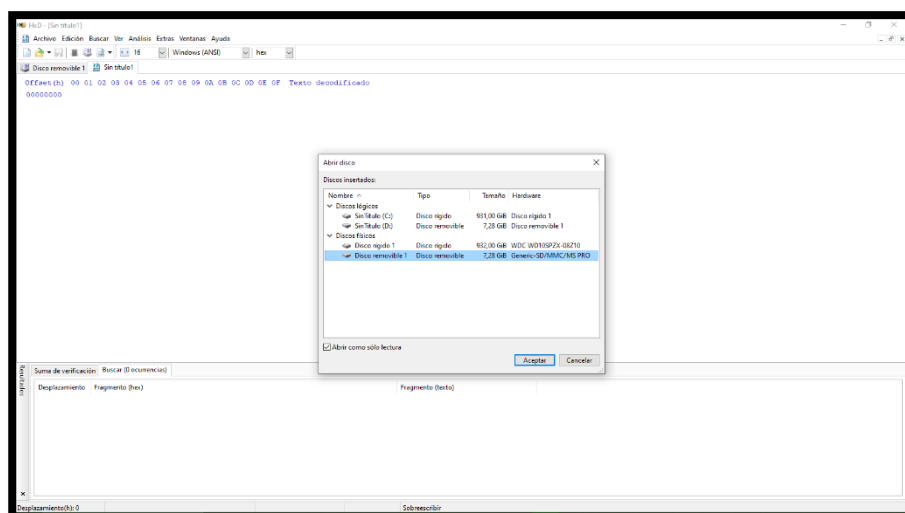 HxD - [Sin título1]
Archivo Edición Buscar Ver Análisis Extras Ventanas Ayuda
16 Windows (ANSI) hex
Disco removible 1 Sin título1
Offset(h) 00 01 02 03 04 05 06 07 08 09 0A 0B 0C 0D 0E 0F Texto decodificado
00000000
Abrir disco
Discos insertados:
Nombre Tipo Tamaño Hardware
Discos lógicos
SinTitulo (C:) Disco rígido 931,00 GiB Disco rígido 1
SinTitulo (D:) Disco removible 7,28 GiB Disco removible 1
Discos físicos
Disco rígido 1 Disco rígido 932,00 GiB WDC WD10SPZX-08Z10
Disco removible 1 Disco removible 7,28 GiB Generic-SD/MMC/MS PRO
Abrir como sólo lectura
Aceptar Cancelar
Resultados
Suma de verificación Buscar (0 ocurrencias)
Desplazamiento Fragmento (hex) Fragmento (texto)
Desplazamiento(h): 0 Sobreescribir